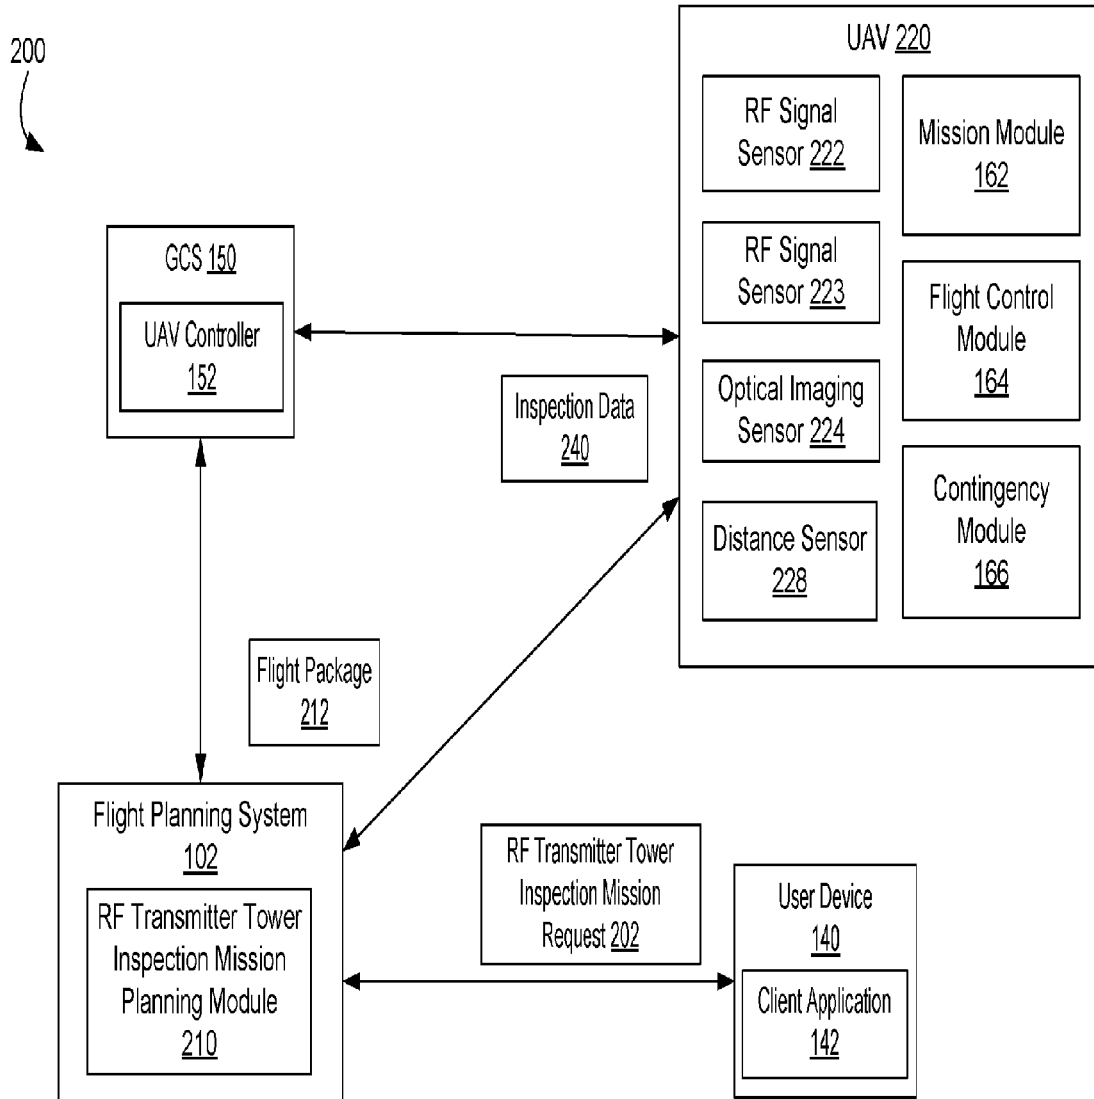 200
UAV 220
RF Signal
Sensor 222
Mission Module
162
RF Signal
Sensor 223
Flight Control
Module
164
Optical Imaging
Sensor 224
Contingency
Module
166
Distance Sensor
228
GCS 150
UAV Controller
152
Inspection Data
240
Flight Package
212
Flight Planning System
102
RF Transmitter Tower
Inspection Mission
Planning Module
210
RF Transmitter Tower
Inspection Mission
Request 202
User Device
140
Client Application
142